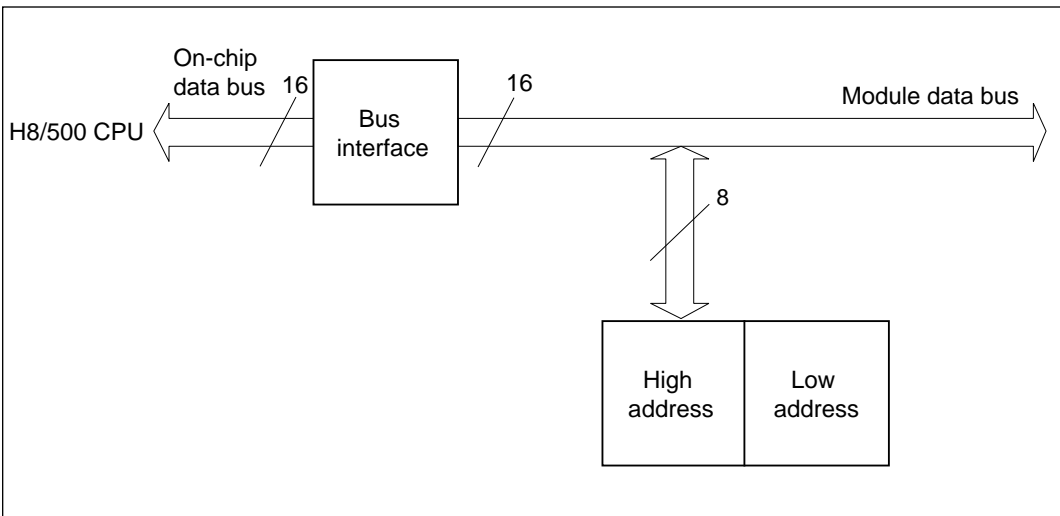 On-chip
data bus
16
16
H8/500 CPU
Bus
interface
Module data bus
8
High
address
Low
address